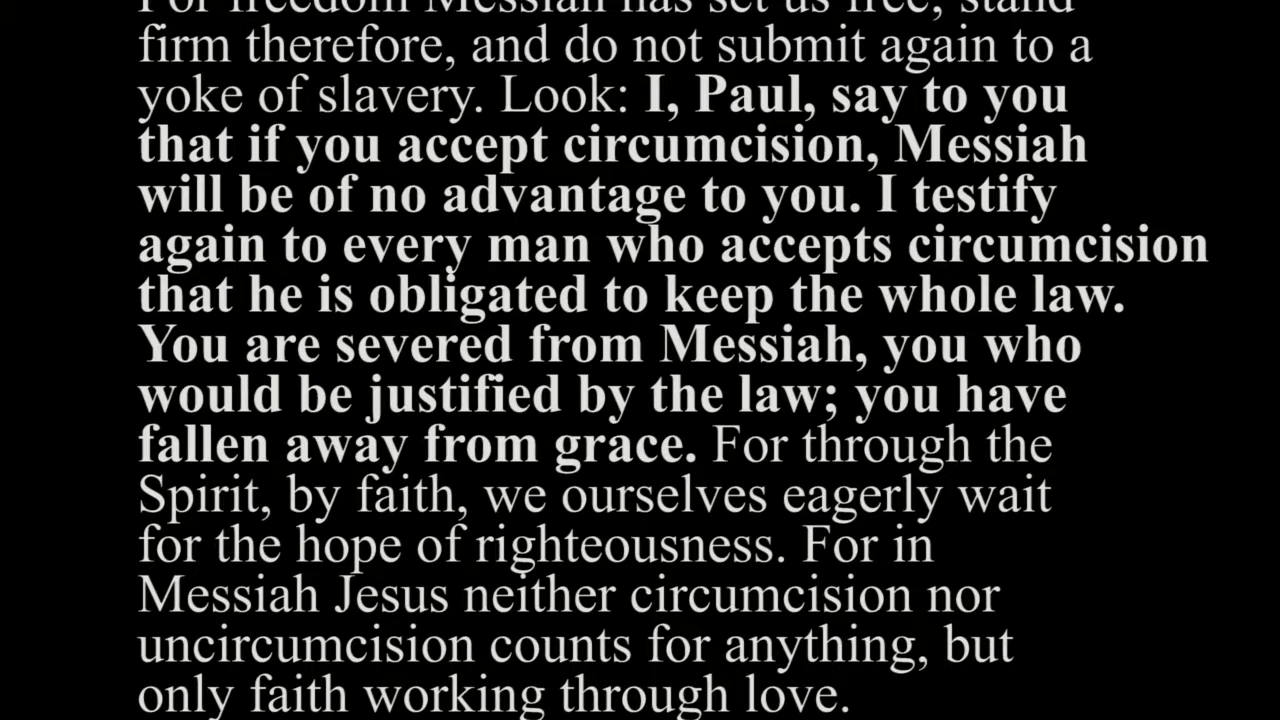 For freedom Messiah has set us free; stand
firm therefore, and do not submit again to a
yoke of slavery. Look: I, Paul, say to you
that if you accept circumcision, Messiah
will be of no advantage to you. I testify
again to every man who accepts circumcision
that he is obligated to keep the whole law.
You are severed from Messiah, you who
would be justified by the law; you have
fallen away from grace. For through the
Spirit, by faith, we ourselves eagerly wait
for the hope of righteousness. For in
Messiah Jesus neither circumcision nor
uncircumcision counts for anything, but
only faith working through love.